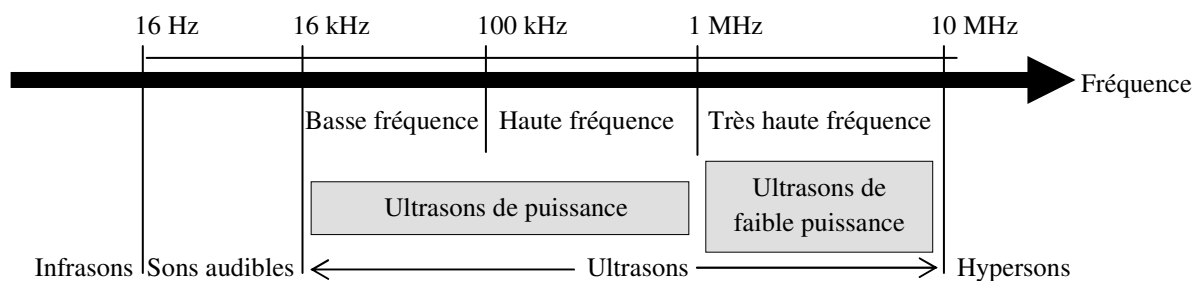 16 Hz 16 kHz 100 kHz 1 MHz 10 MHz
Fréquence
Basse fréquence Haute fréquence Très haute fréquence
Ultrasons de puissance
Ultrasons de
faible puissance
Infrasons Sons audibles Ultrasons Hypersons